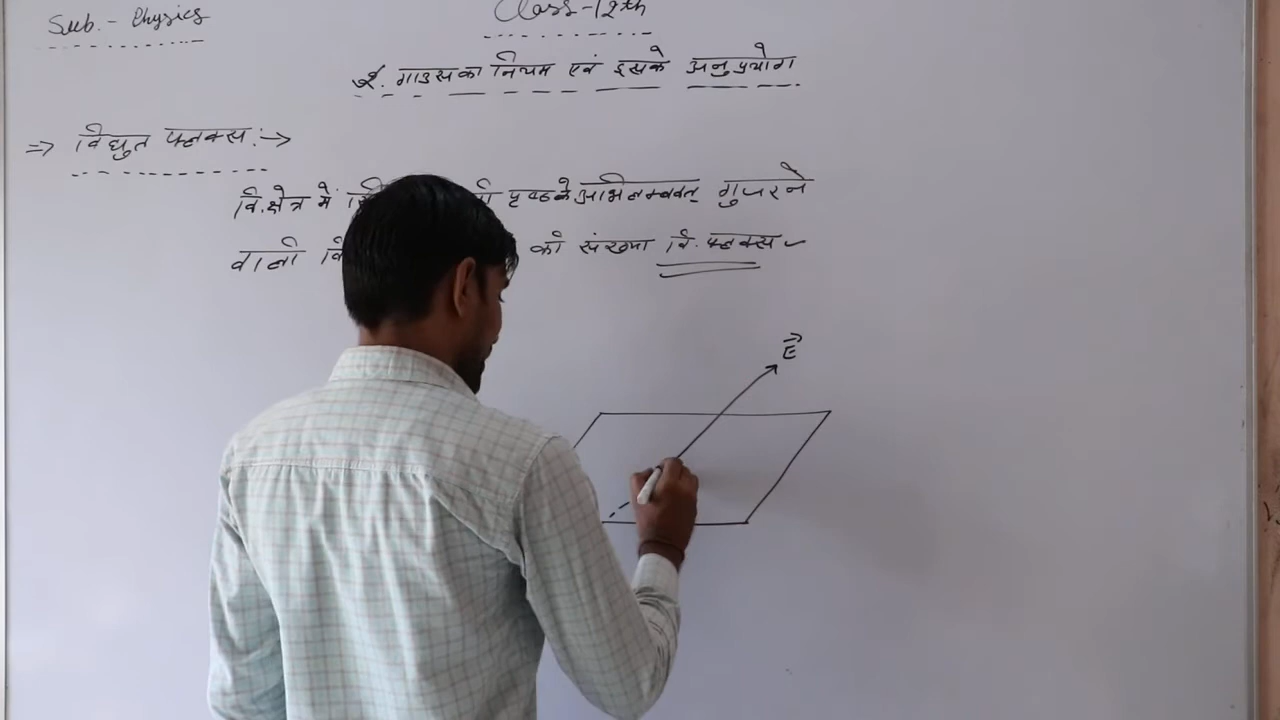 Sub. - Physics
Class-12th
2. गाउस का नियम एवं इसके अनुप्रयोग
⇒ विद्युत फ्लक्स :→
वि. क्षेत्र में पृष्ठ के अभिलम्बवत् गुजरने
वाली की संख्या वि. फ्लक्स
E